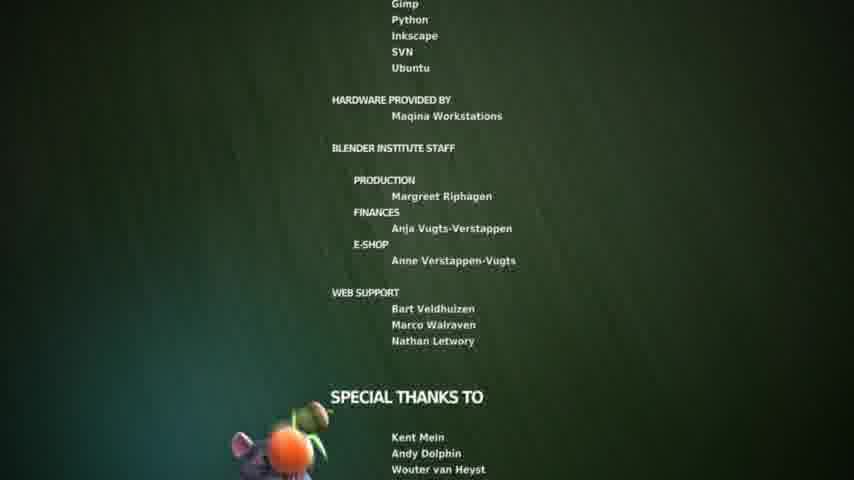 Gimp
Python
Inkscape
SVN
Ubuntu
HARDWARE PROVIDED BY
Maqina Workstations
BLENDER INSTITUTE STAFF
PRODUCTION
Margreet Riphagen
FINANCES
Anja Vugts-Verstappen
E-SHOP
Anne Verstappen-Vugts
WEB SUPPORT
Bart Veldhuizen
Marco Walraven
Nathan Letwory
SPECIAL THANKS TO
Kent Mein
Andy Dolphin
Wouter van Heyst